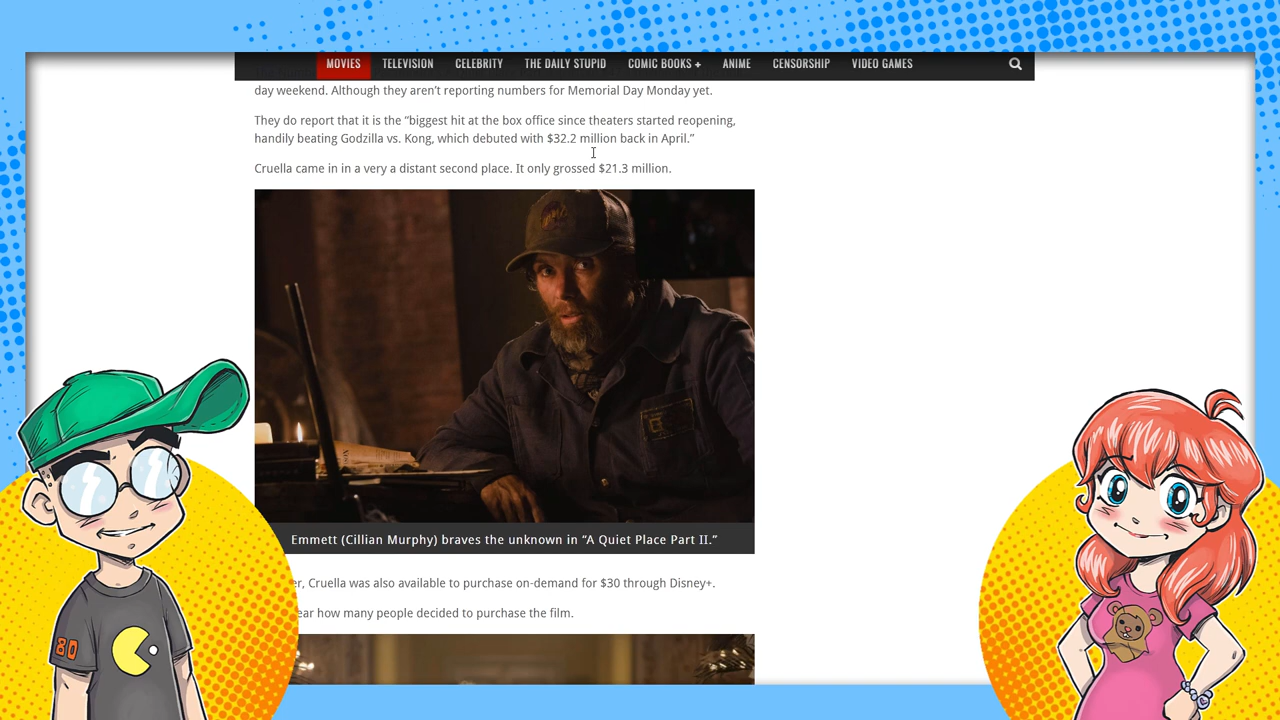 MOVIES TELEVISION CELEBRITY THE DAILY STUPID COMIC BOOKS + ANIME CENSORSHIP VIDEO GAMES
day weekend. Although they aren't reporting numbers for Memorial Day Monday yet.
They do report that it is the “biggest hit at the box office since theaters started reopening,
handily beating Godzilla vs. Kong, which debuted with $32.2 million back in April.”
Cruella came in in a very a distant second place. It only grossed $21.3 million.
Emmett (Cillian Murphy) braves the unknown in “A Quiet Place Part II.”
er, Cruella was also available to purchase on-demand for $30 through Disney+.
ear how many people decided to purchase the film.
80